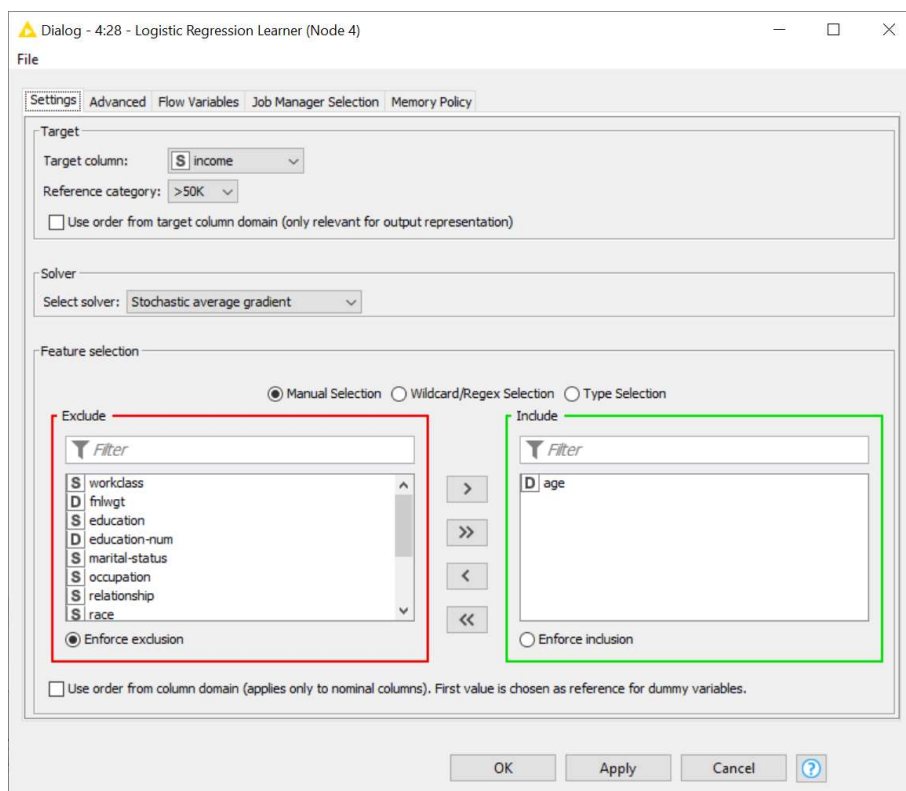 Dialog - 4:28 - Logistic Regression Learner (Node 4)
File
Settings Advanced Flow Variables Job Manager Selection Memory Policy
Target
Target column: S income
Reference category: >50K
Use order from target column domain (only relevant for output representation)
Solver
Select solver: Stochastic average gradient
Feature selection
Manual Selection Wildcard/Regex Selection Type Selection
Exclude Include
Filter Filter
S workclass > D age
D fnlwgt
S education
D education-num >>
S marital-status
S occupation <
S relationship
S race <<
Enforce exclusion Enforce inclusion
Use order from column domain (applies only to nominal columns). First value is chosen as reference for dummy variables.
OK Apply Cancel ?